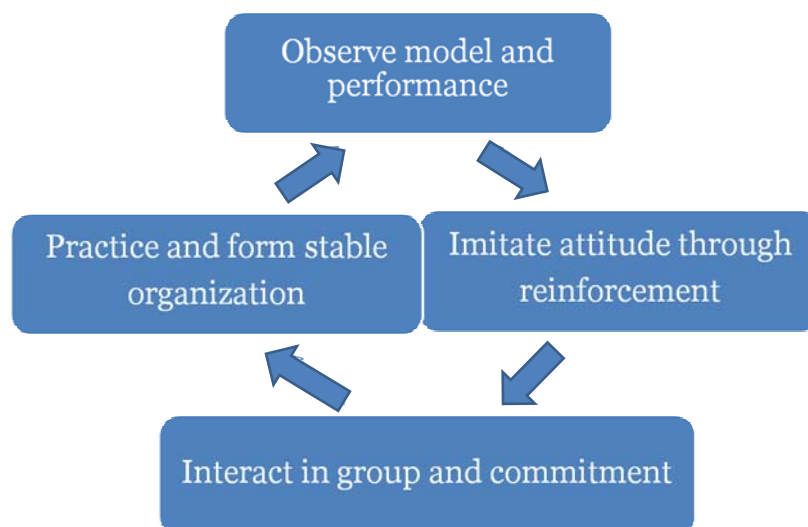 Observe model and
performance
Practice and form stable
organization
Imitate attitude through
reinforcement
Interact in group and commitment